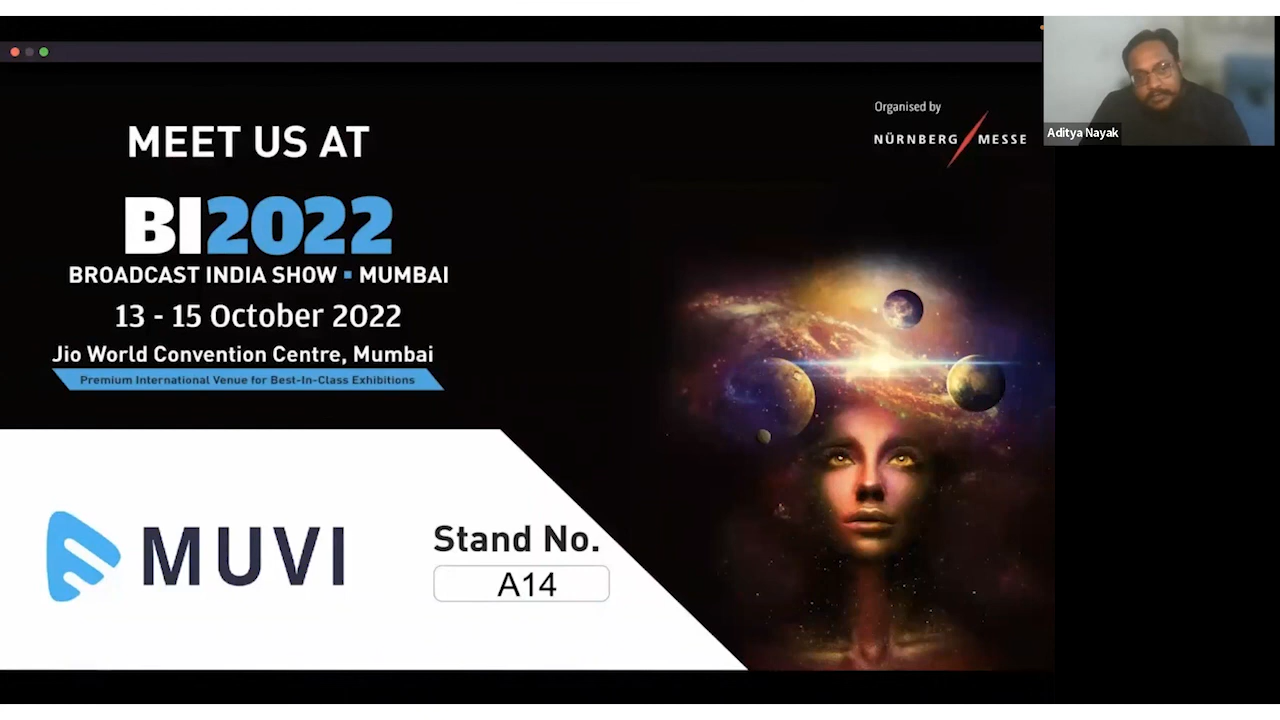 MEET US AT
BI2022
BROADCAST INDIA SHOW ▪ MUMBAI
13 - 15 October 2022
Jio World Convention Centre, Mumbai
Premium International Venue for Best-In-Class Exhibitions
Organised by
NÜRNBERG MESSE
Aditya Nayak
MUVI
Stand No.
A14